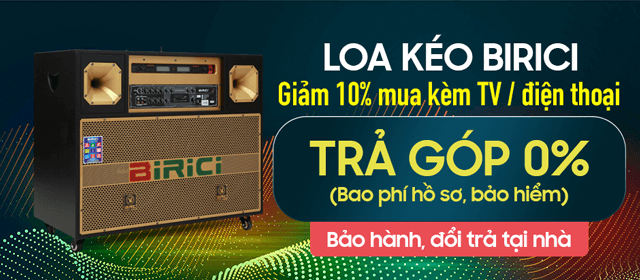 LOA KÉO BIRICI
Giảm 10% mua kèm TV / điện thoại
TRẢ GÓP 0%
(Bao phí hồ sơ, bảo hiểm)
Bảo hành, đổi trả tại nhà
BiRiCi